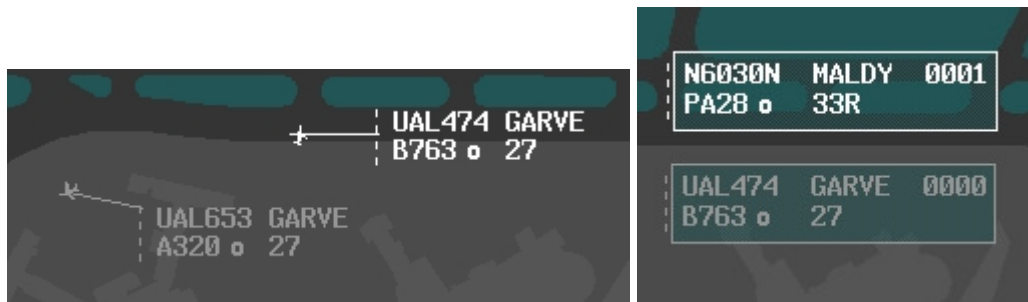 UAL474 GARVE
B763 o 27
UAL653 GARVE
A320 o 27
N6030N MALDY 0001
PA28 o 33R
UAL474 GARVE 0000
B763 o 27